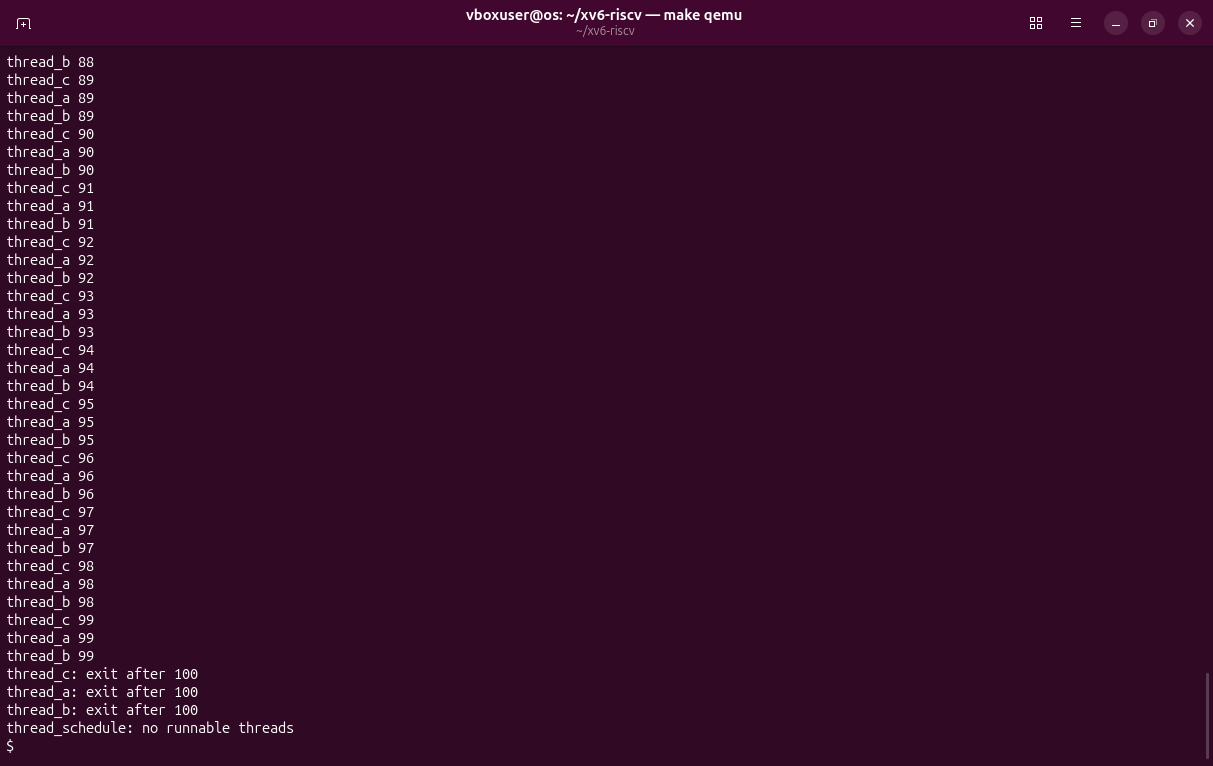 vboxuser@os: ~/xv6-riscv — make qemu
~/xv6-riscv
thread_b 88
thread_c 89
thread_a 89
thread_b 89
thread_c 90
thread_a 90
thread_b 90
thread_c 91
thread_a 91
thread_b 91
thread_c 92
thread_a 92
thread_b 92
thread_c 93
thread_a 93
thread_b 93
thread_c 94
thread_a 94
thread_b 94
thread_c 95
thread_a 95
thread_b 95
thread_c 96
thread_a 96
thread_b 96
thread_c 97
thread_a 97
thread_b 97
thread_c 98
thread_a 98
thread_b 98
thread_c 99
thread_a 99
thread_b 99
thread_c: exit after 100
thread_a: exit after 100
thread_b: exit after 100
thread_schedule: no runnable threads
$